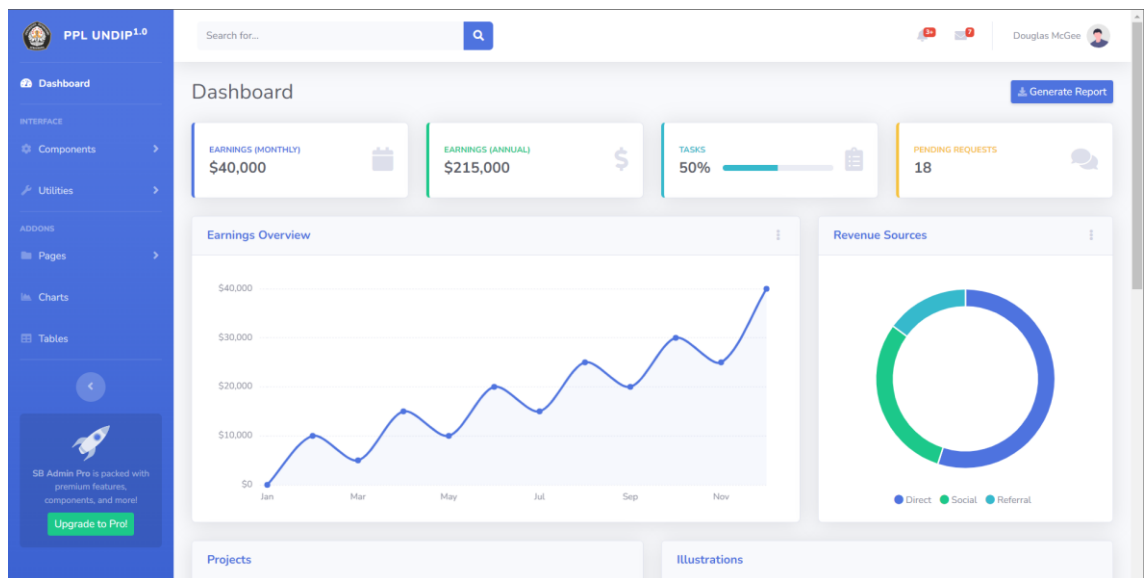 PPL UNDIP1.0
Search for...
3+
7
Douglas McGee
Dashboard
INTERFACE
Components
Utilities
ADDONS
Pages
Charts
Tables
SB Admin Pro is packed with
premium features,
components, and more!
Upgrade to Pro!
Dashboard
Generate Report
EARNINGS (MONTHLY)
$40,000
EARNINGS (ANNUAL)
$215,000
TASKS
50%
PENDING REQUESTS
18
Earnings Overview
$40,000
$30,000
$20,000
$10,000
$0
Jan Mar May Jul Sep Nov
Revenue Sources
Direct Social Referral
Projects
Illustrations